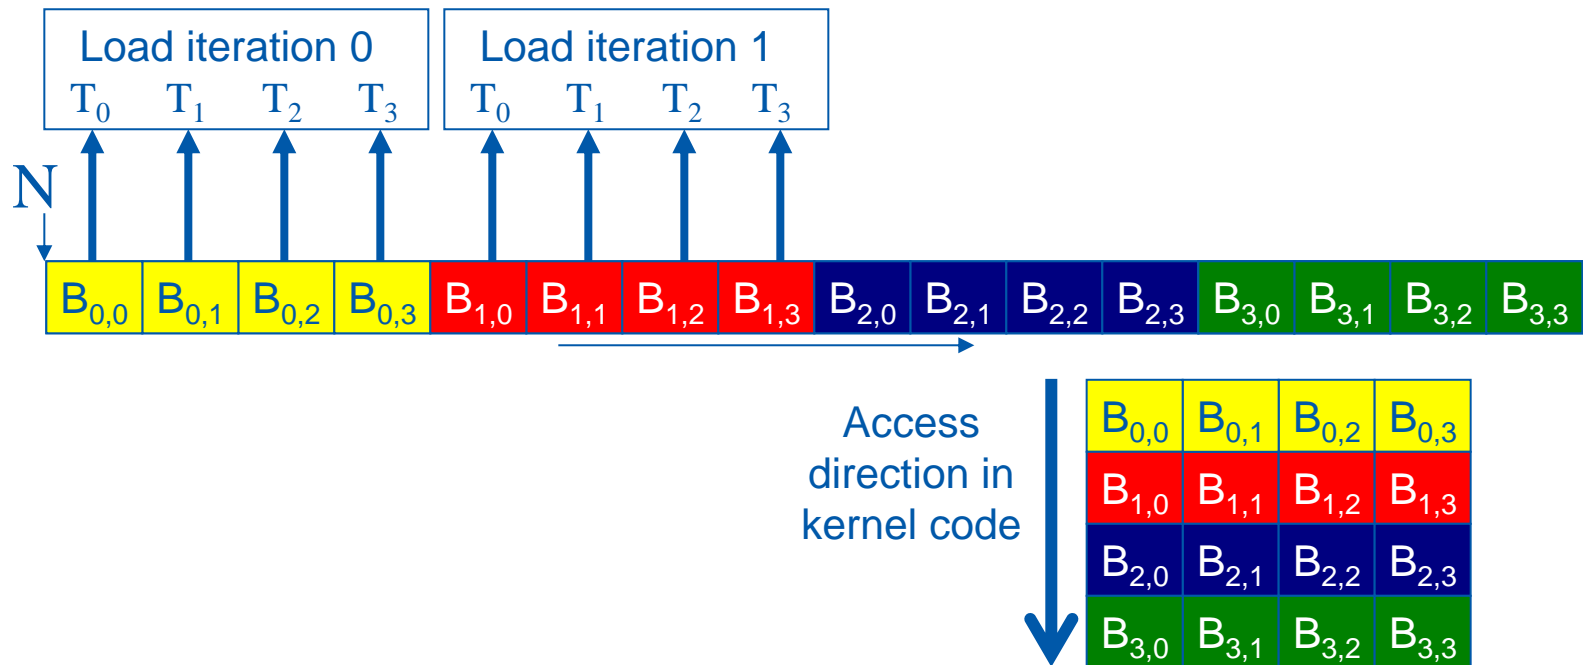 Load iteration 0
T0 T1 T2 T3
Load iteration 1
T0 T1 T2 T3
N
B0,0 B0,1 B0,2 B0,3 B1,0 B1,1 B1,2 B1,3 B2,0 B2,1 B2,2 B2,3 B3,0 B3,1 B3,2 B3,3
Access
direction in
kernel code
B0,0 B0,1 B0,2 B0,3
B1,0 B1,1 B1,2 B1,3
B2,0 B2,1 B2,2 B2,3
B3,0 B3,1 B3,2 B3,3